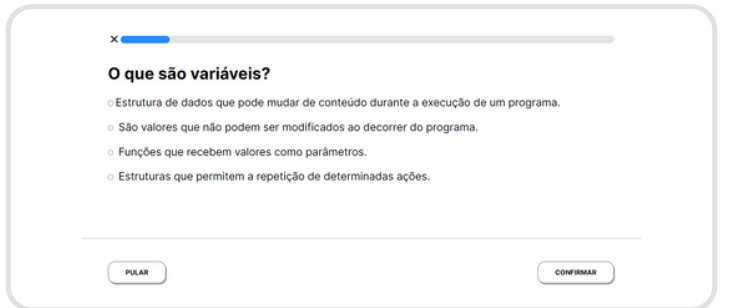 O que são variáveis?
Estrutura de dados que pode mudar de conteúdo durante a execução de um programa.
São valores que não podem ser modificados ao decorrer do programa.
Funções que recebem valores como parâmetros.
Estruturas que permitem a repetição de determinadas ações.
PULAR
CONFIRMAR